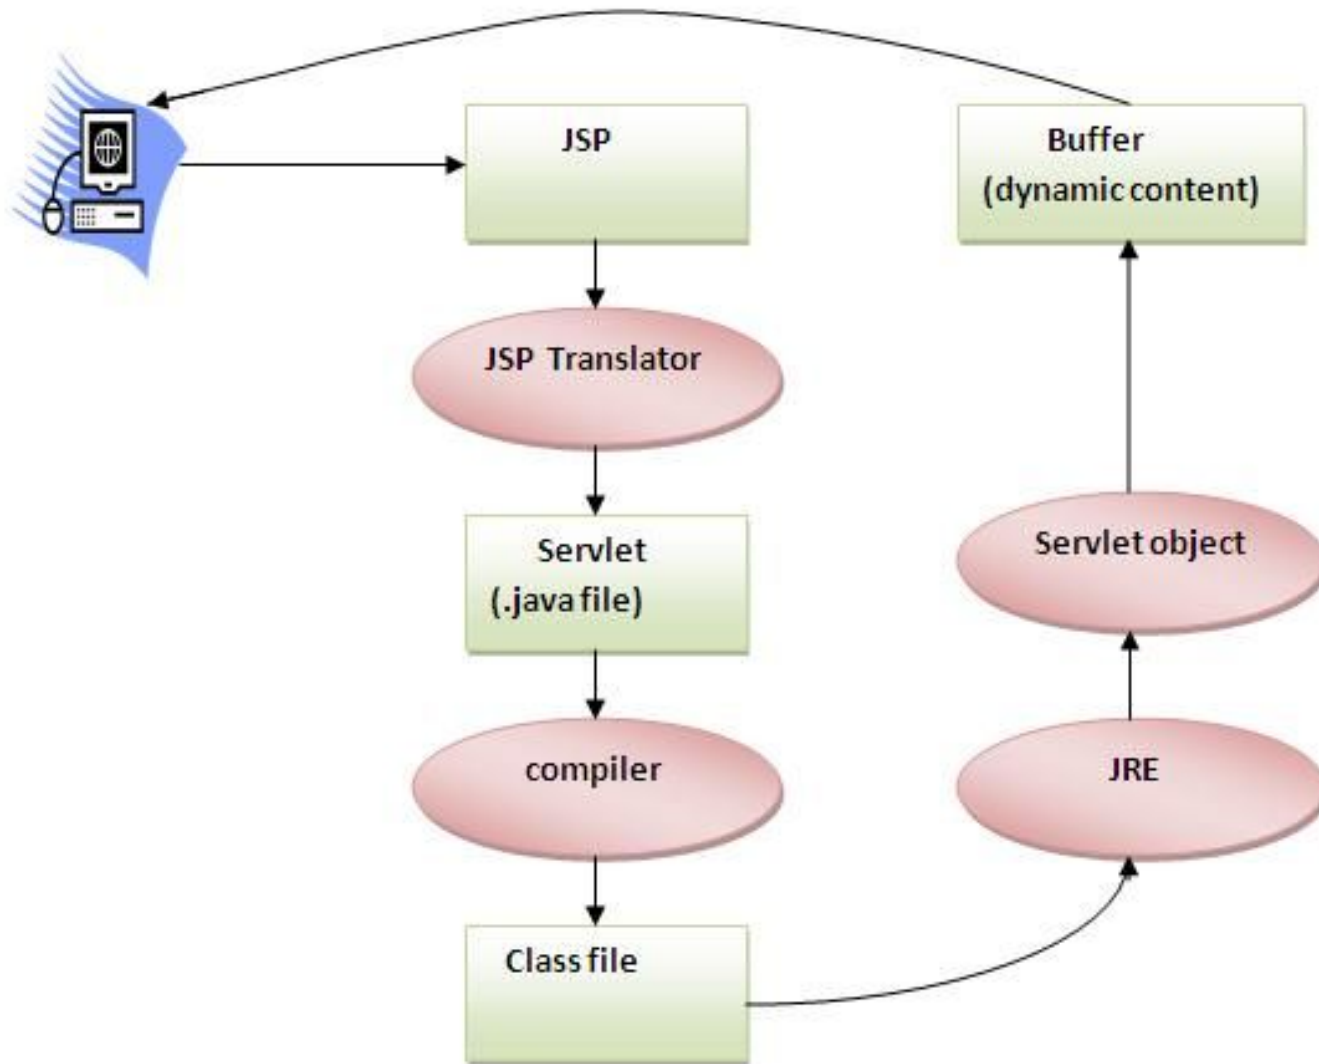 JSP
JSP Translator
Servlet
(.java file)
compiler
Class file
JRE
Servlet object
Buffer
(dynamic content)